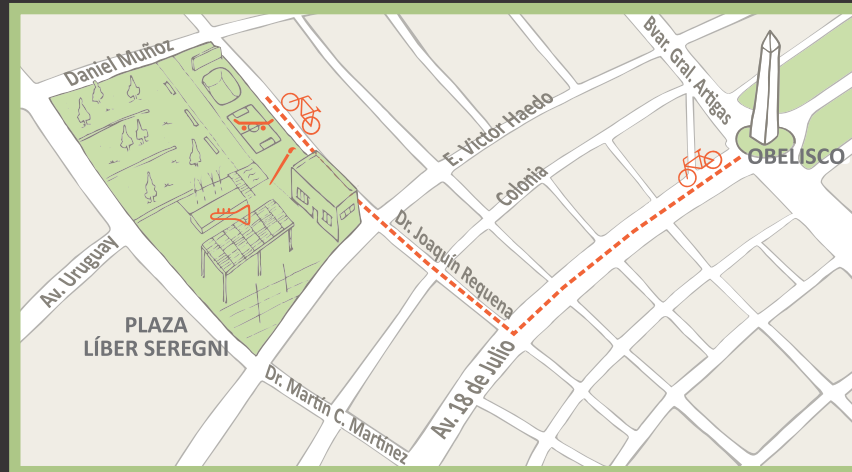 Daniel Muñoz
Bvar. Gral. Artigas
E. Victor Haedo
OBELISCO
Colonia
Dr. Joaquín Requena
Av. Uruguay
PLAZA
LÍBER SEREGNI
Av. 18 de Julio
Dr. Martín C. Martínez